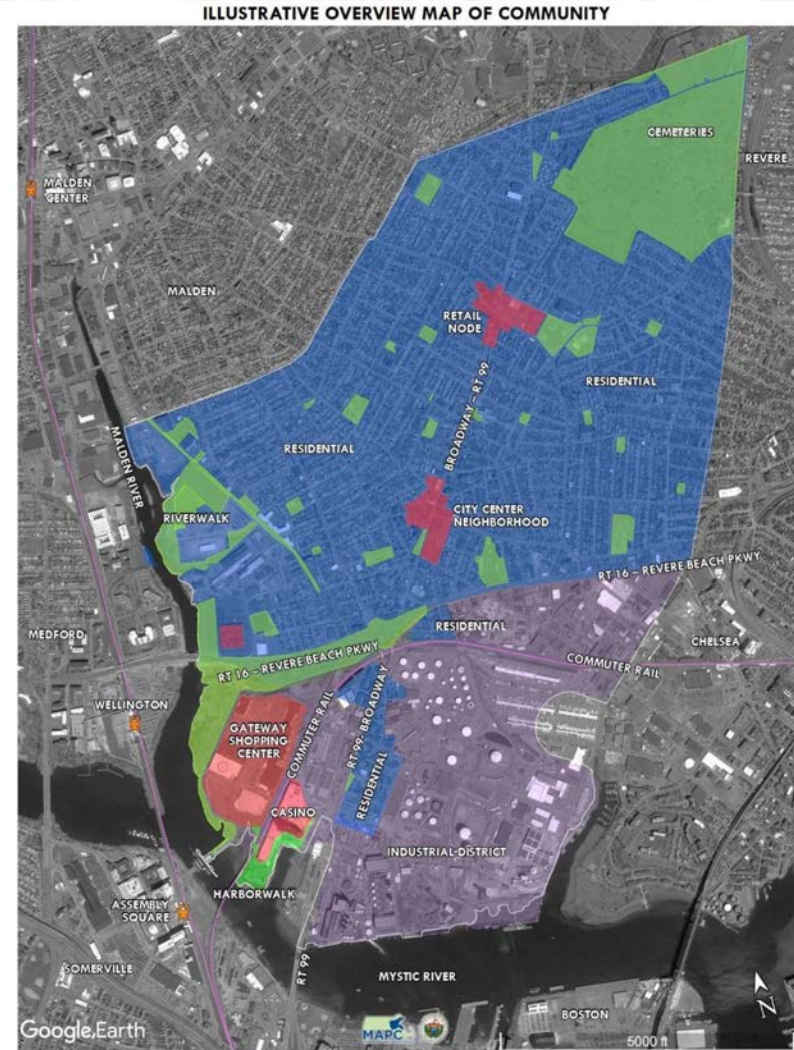 ILLUSTRATIVE OVERVIEW MAP OF COMMUNITY
CEMETERIES
REVERE
MALDEN
CENTER
MALDEN
RETAIL
NODE
BROADWAY – RT 99
RESIDENTIAL
RESIDENTIAL
MALDEN RIVER
RIVERWALK
CITY CENTER
NEIGHBORHOOD
RT 16 – REVERE BEACH PKWY
MEDFORD
RESIDENTIAL
CHELSEA
RT 16 – REVERE BEACH PKWY
COMMUTER RAIL
WELLINGTON
GATEWAY
SHOPPING
CENTER
COMMUTER RAIL
RT 99- BROADWAY
RESIDENTIAL
CASINO
INDUSTRIAL DISTRICT
HARBORWALK
ASSEMBLY
SQUARE
SOMERVILLE
RT 99
MYSTIC RIVER
BOSTON
N
Google Earth
MAPC
5000 ft